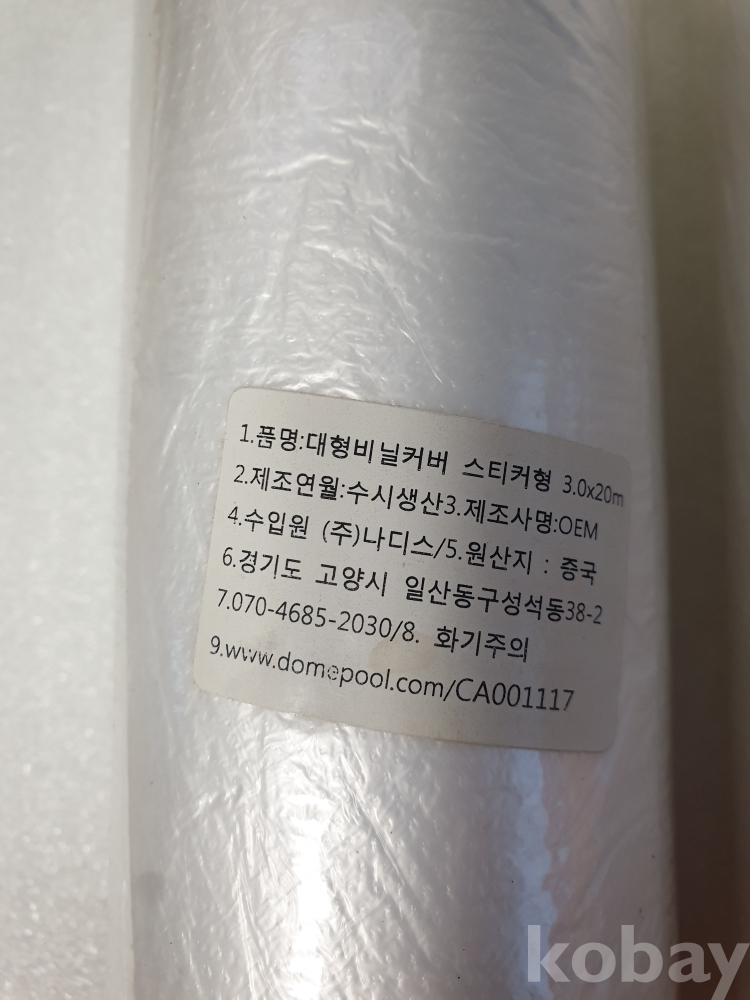 1.품명:대형비닐커버 스티커형 3.0x20m
2.제조연월:수시생산3.제조사명:OEM
4.수입원 (주)나디스/5.원산지 : 중국
6.경기도 고양시 일산동구성석동38-2
7.070-4685-2030/8. 화기주의
9.www.domepool.com/CA001117
kobay